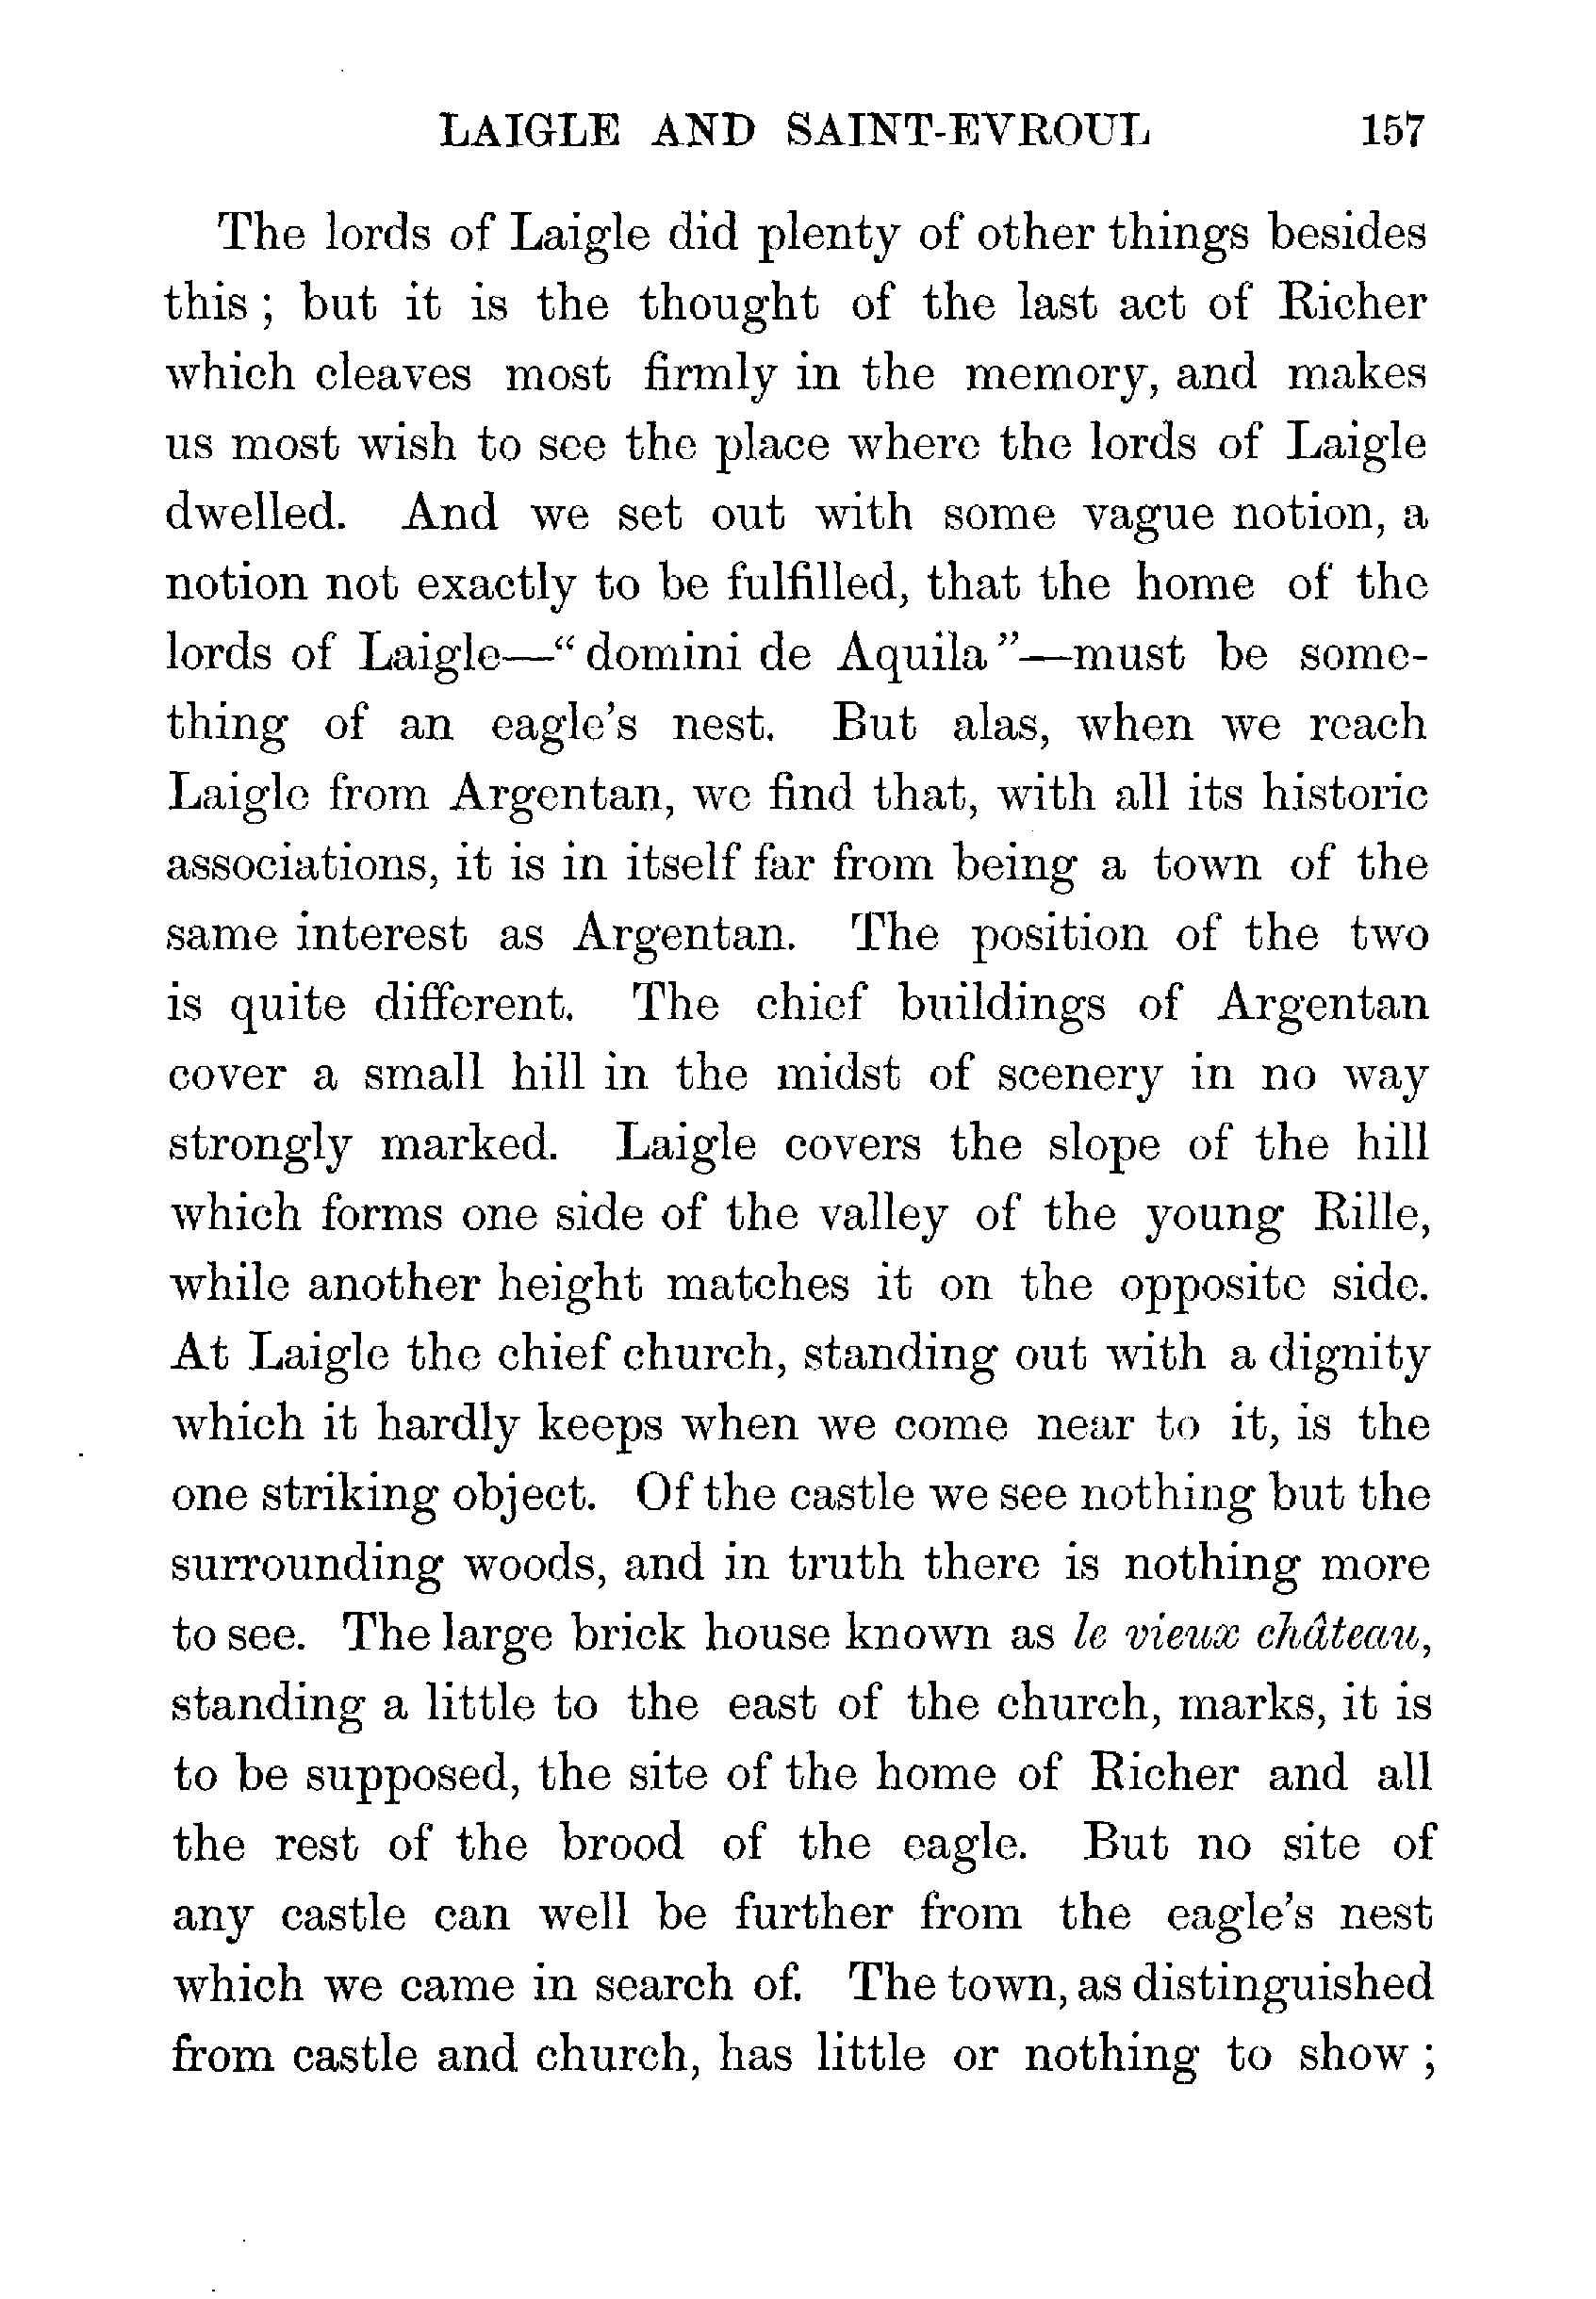 LAIGLE AND SAINT-EVROUL 157
The lords of Laigle did plenty of other things besides
this ; but it is the thought of the last act of Richer
which cleaves most firmly in the memory, and makes
us most wish to see the place where the lords of Laigle
dwelled. And we set out with some vague notion, a
notion not exactly to be fulfilled, that the home of the
lords of Laigle—“ domini de Aquila ”—must be some-
thing of an eagle’s nest. But alas, when we reach
Laigle from Argentan, we find that, with all its historic
associations, it is in itself far from being a town of the
same interest as Argentan. The position of the two
is quite different. The chief buildings of Argentan
cover a small hill in the midst of scenery in no way
strongly marked. Laigle covers the slope of the hill
which forms one side of the valley of the young Rille,
while another height matches it on the opposite side.
At Laigle the chief church, standing out with a dignity
which it hardly keeps when we come near to it, is the
one striking object. Of the castle we see nothing but the
surrounding woods, and in truth there is nothing more
to see. The large brick house known as le vieux château,
standing a little to the east of the church, marks, it is
to be supposed, the site of the home of Richer and all
the rest of the brood of the eagle. But no site of
any castle can well be further from the eagle’s nest
which we came in search of. The town, as distinguished
from castle and church, has little or nothing to show ;